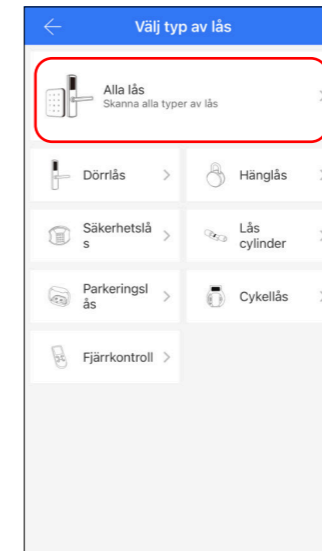 Välj typ av lås
Alla lås
Skanna alla typer av lås
Dörrlås
Hänglås
Säkerhetslå
s
Lås
cylinder
Parkeringsl
ås
Cykellås
Fjärrkontroll